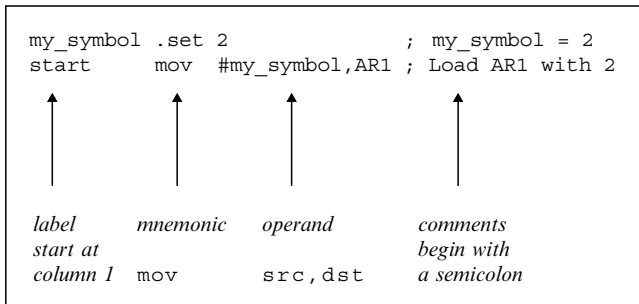 my_symbol .set 2 ; my_symbol = 2
start mov #my_symbol,AR1 ; Load AR1 with 2
label mnemonic operand comments
start at begin with
column 1 mov src,dst a semicolon